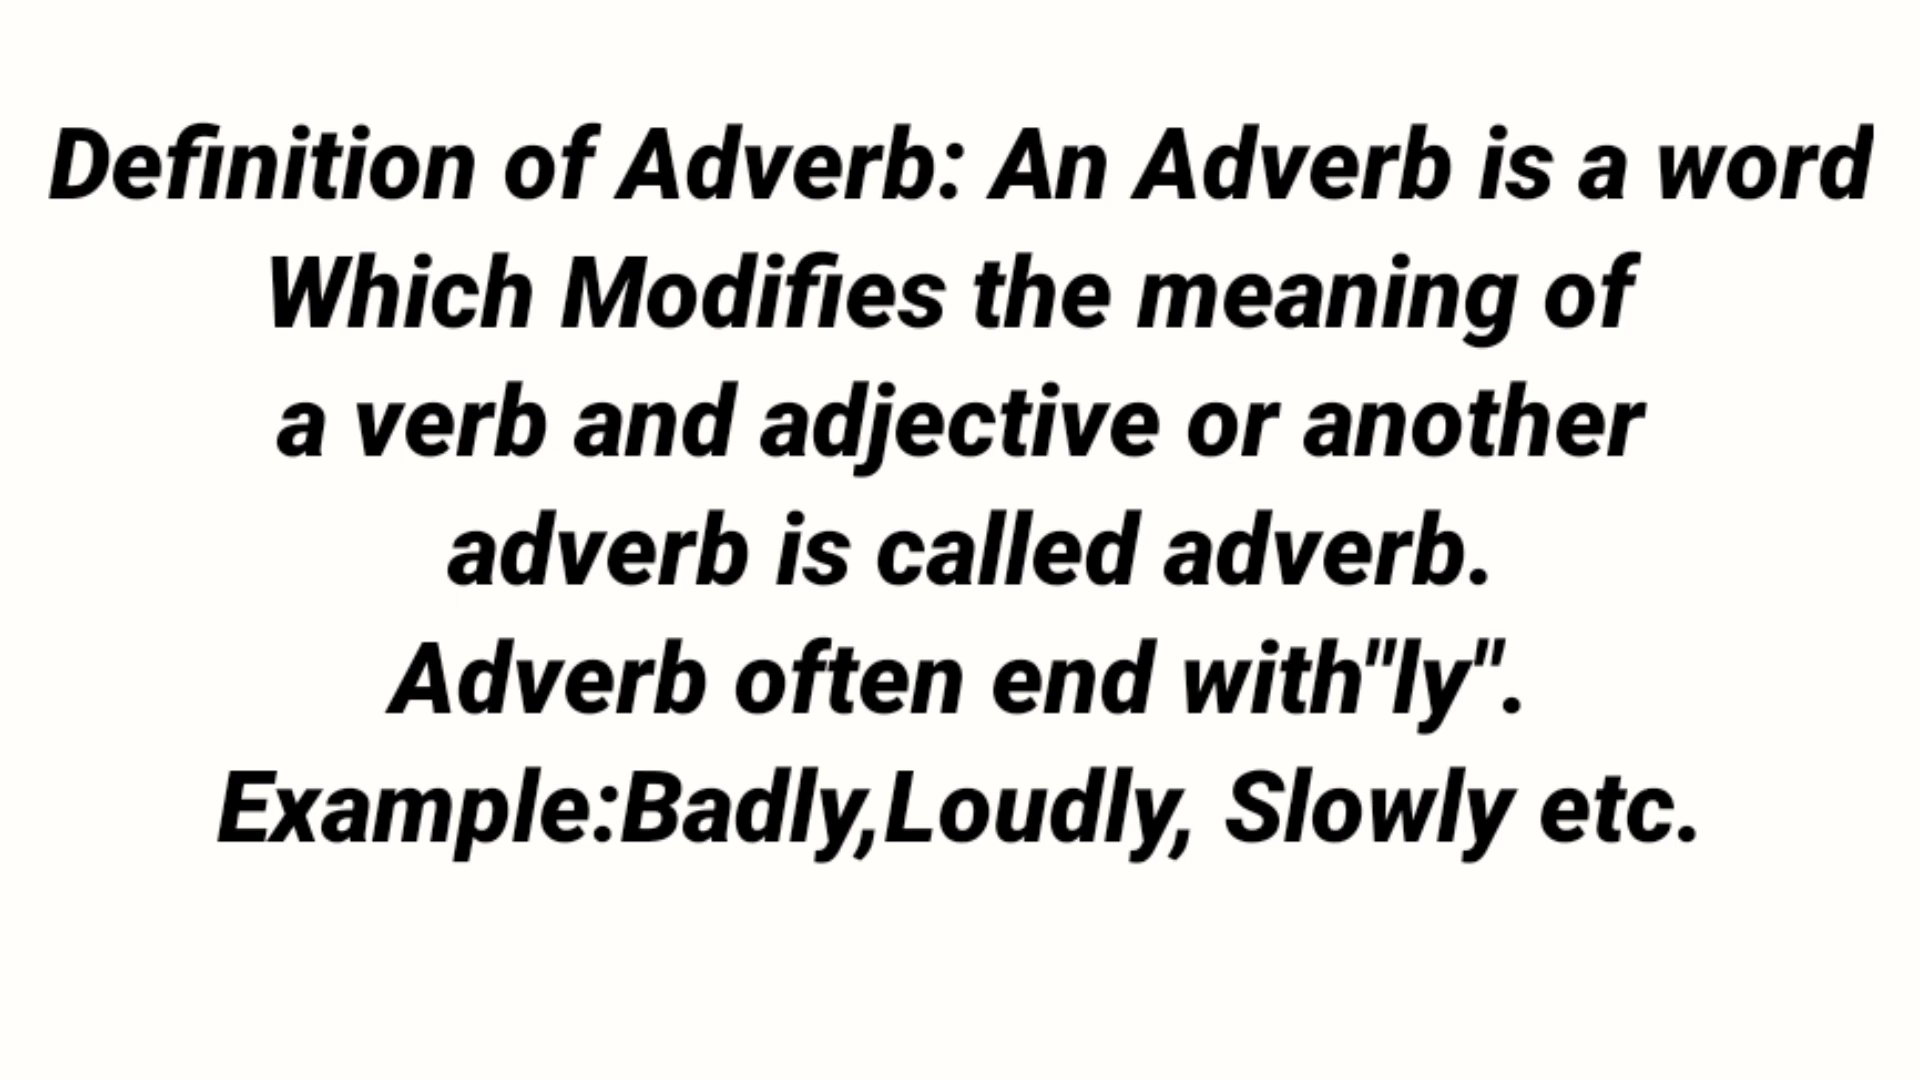 Definition of Adverb: An Adverb is a word
Which Modifies the meaning of
a verb and adjective or another
adverb is called adverb.
Adverb often end with"ly".
Example:Badly,Loudly, Slowly etc.